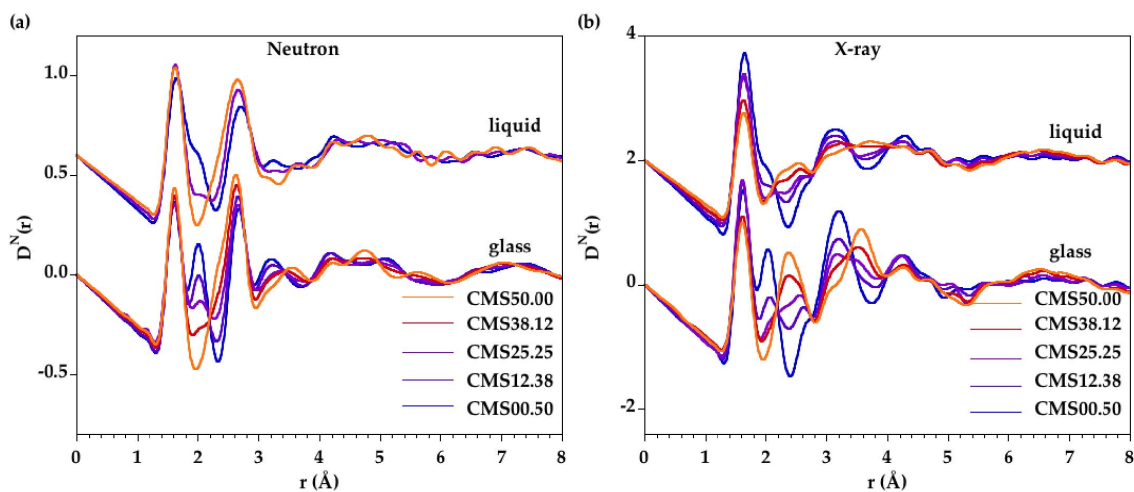 (a)
Neutron
1.0
0.5
0.0
-0.5
D^N(r)
liquid
glass
CMS50.00
CMS38.12
CMS25.25
CMS12.38
CMS00.50
0 1 2 3 4 5 6 7 8
r (Å)
(b)
X-ray
4
2
0
-2
D^N(r)
liquid
glass
CMS50.00
CMS38.12
CMS25.25
CMS12.38
CMS00.50
0 1 2 3 4 5 6 7 8
r (Å)